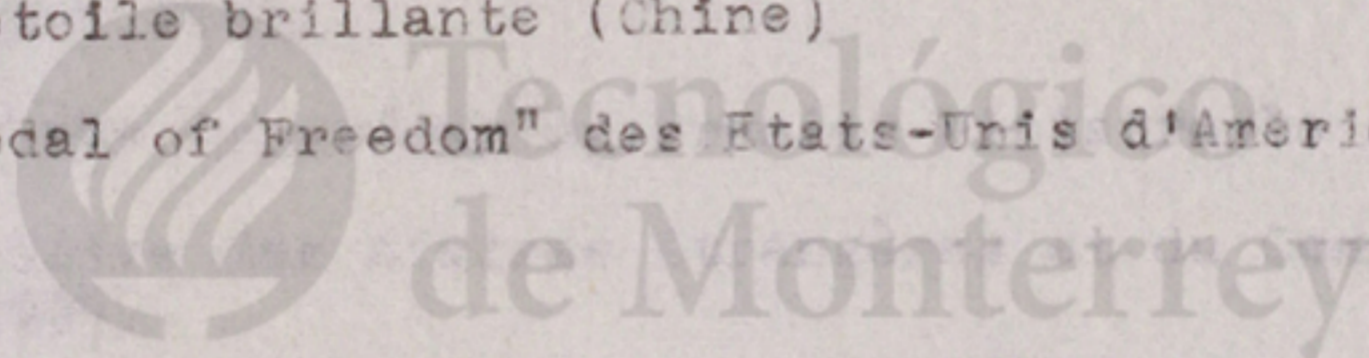 toile brillante (Chine)
dal of Freedom" des Etats-Unis d'Ameri
Tecnológico
de Monterrey